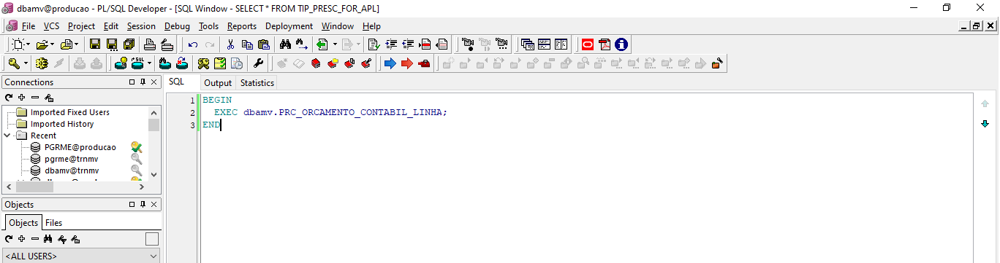 dbamv@producao - PL/SQL Developer - [SQL Window - SELECT * FROM TIP_PRESC_FOR_APL]
File VCS Project Edit Session Debug Tools Reports Deployment Window Help
SQL
Connections
SQL Output Statistics
Imported Fixed Users
Imported History
Recent
PGRME@producao
pgrme@trnmv
dbamv@trnmv
1 BEGIN
2 EXEC dbamv.PRC_ORCAMENTO_CONTABIL_LINHA;
3 END
Objects
Objects Files
<ALL USERS>